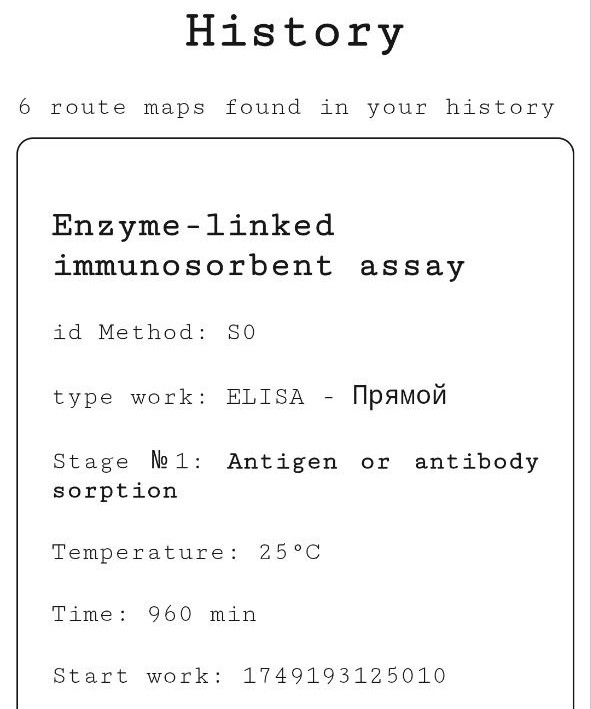 History
6 route maps found in your history
Enzyme-linked
immunosorbent assay
id Method: S0
type work: ELISA - Прямой
Stage №1: Antigen or antibody
sorption
Temperature: 25°C
Time: 960 min
Start work: 1749193125010